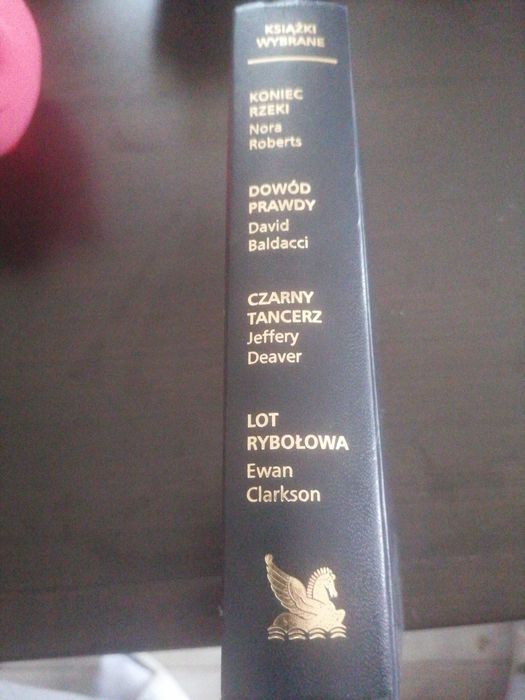 KSIĄŻKI
WYBRANE
KONIEC
RZEKI
Nora
Roberts
DOWÓD
PRAWDY
David
Baldacci
CZARNY
TANCERZ
Jeffery
Deaver
LOT
RYBOŁOWA
Ewan
Clarkson